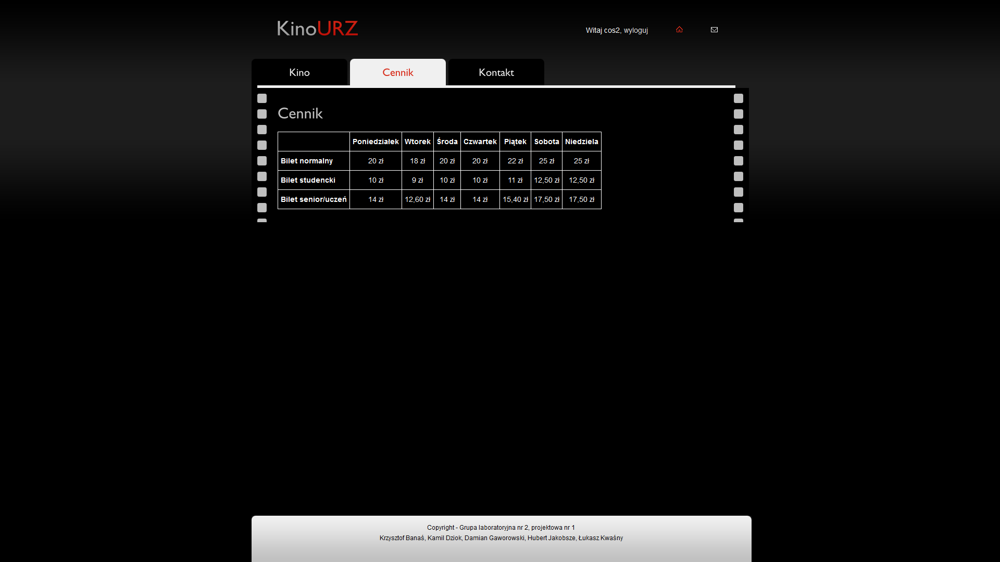 KinoURZ
Witaj cos2, wyloguj
Kino Cennik Kontakt
Cennik
Poniedziałek Wtorek Środa Czwartek Piątek Sobota Niedziela
Bilet normalny 20 zł 18 zł 20 zł 20 zł 22 zł 25 zł 25 zł
Bilet studencki 10 zł 9 zł 10 zł 10 zł 11 zł 12,50 zł 12,50 zł
Bilet senior/uczeń 14 zł 12,60 zł 14 zł 14 zł 15,40 zł 17,50 zł 17,50 zł
Copyright - Grupa laboratoryjna nr 2, projektowa nr 1
Krzysztof Banaś, Kamil Dziok, Damian Gaworowski, Hubert Jakobsze, Łukasz Kwaśny